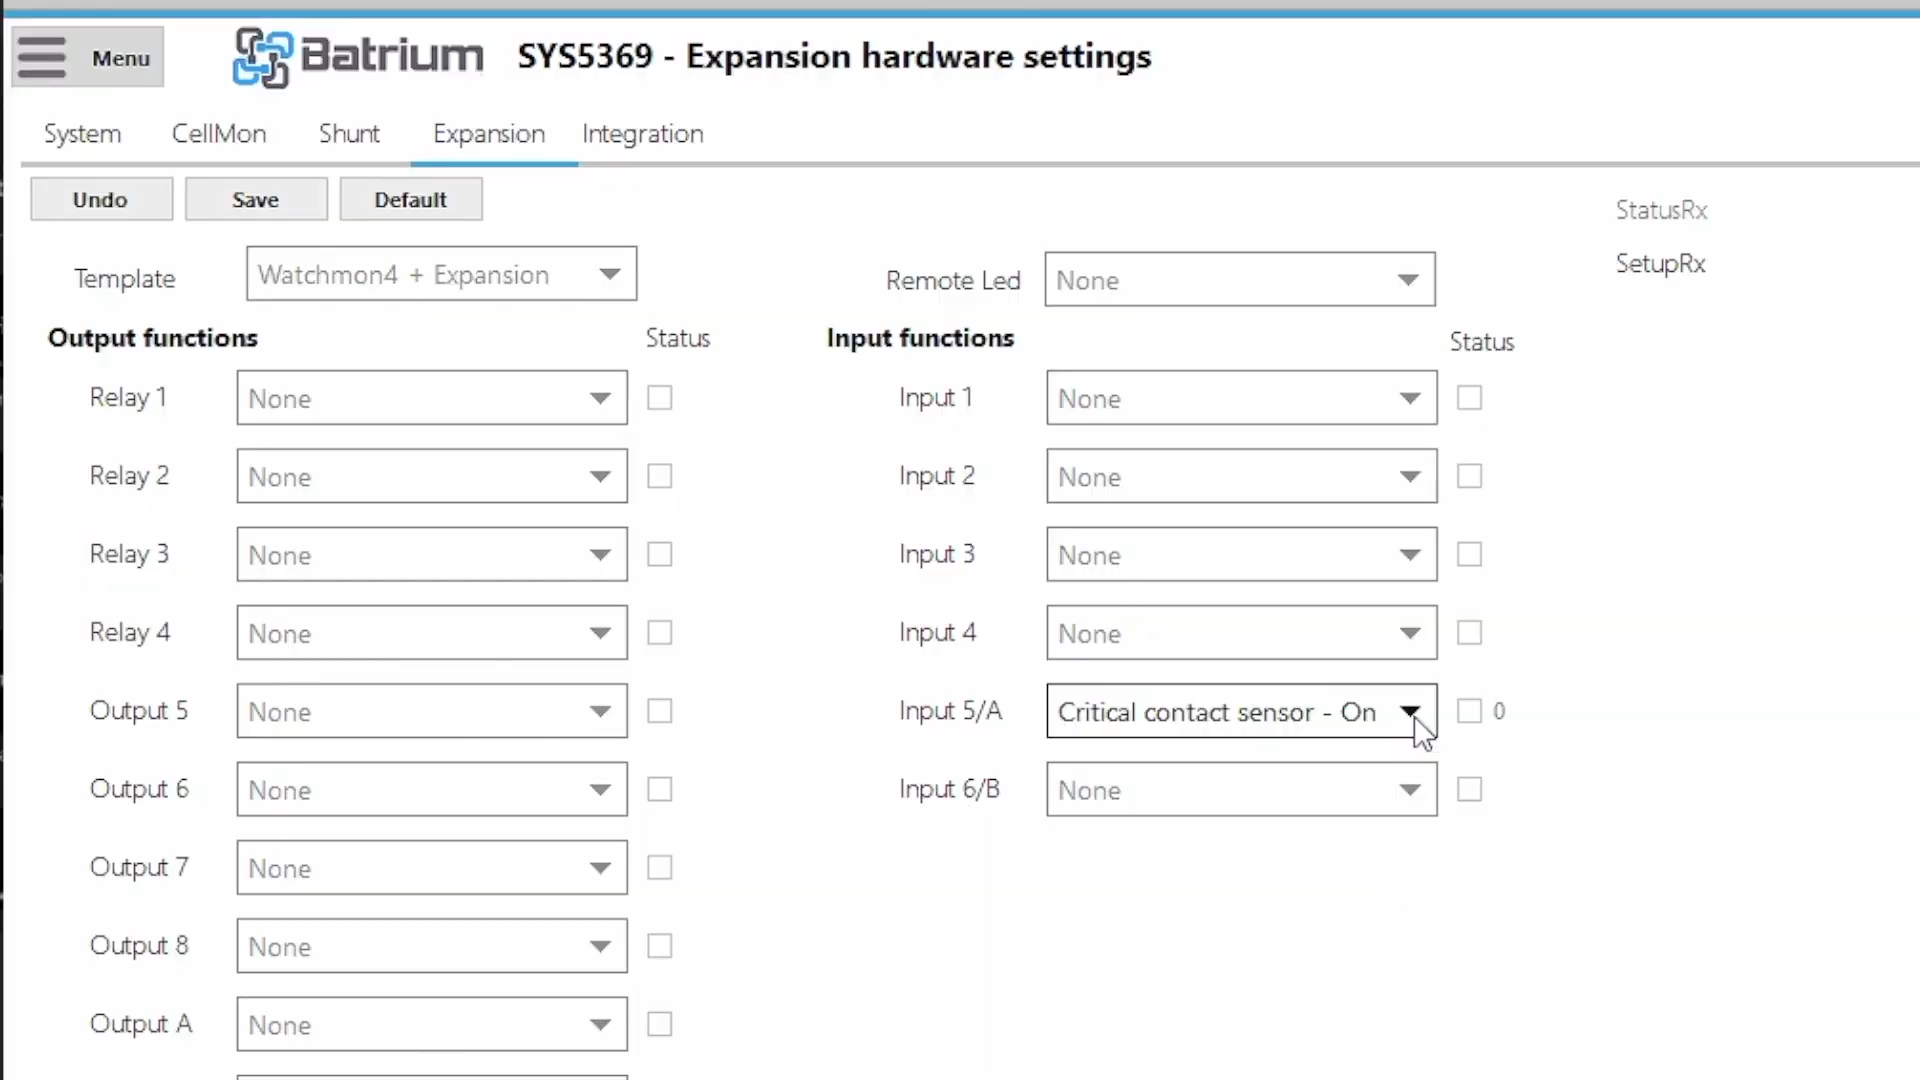 Menu
Batrium
SYS5369 - Expansion hardware settings
System
CellMon
Shunt
Expansion
Integration
Undo
Save
Default
StatusRx
Template
Watchmon4 + Expansion
Remote Led
None
SetupRx
Output functions
Status
Input functions
Status
Relay 1
None
Input 1
None
Relay 2
None
Input 2
None
Relay 3
None
Input 3
None
Relay 4
None
Input 4
None
Output 5
None
Input 5/A
Critical contact sensor - On
0
Output 6
None
Input 6/B
None
Output 7
None
Output 8
None
Output A
None